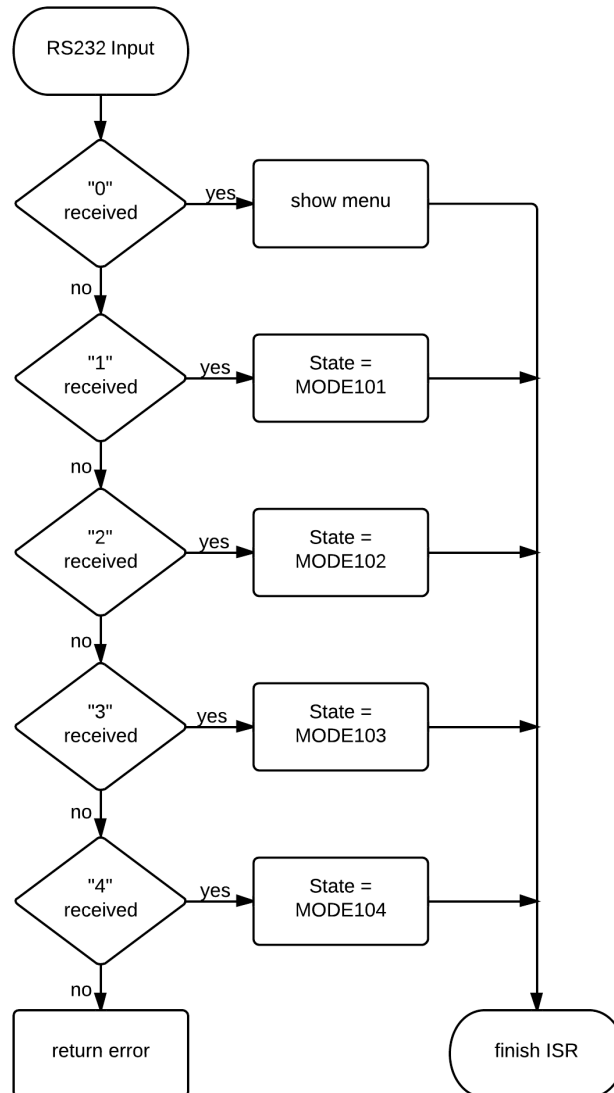 RS232 Input
"0"
received
yes
show menu
no
"1"
received
yes
State =
MODE101
no
"2"
received
yes
State =
MODE102
no
"3"
received
yes
State =
MODE103
no
"4"
received
yes
State =
MODE104
no
return error
finish ISR